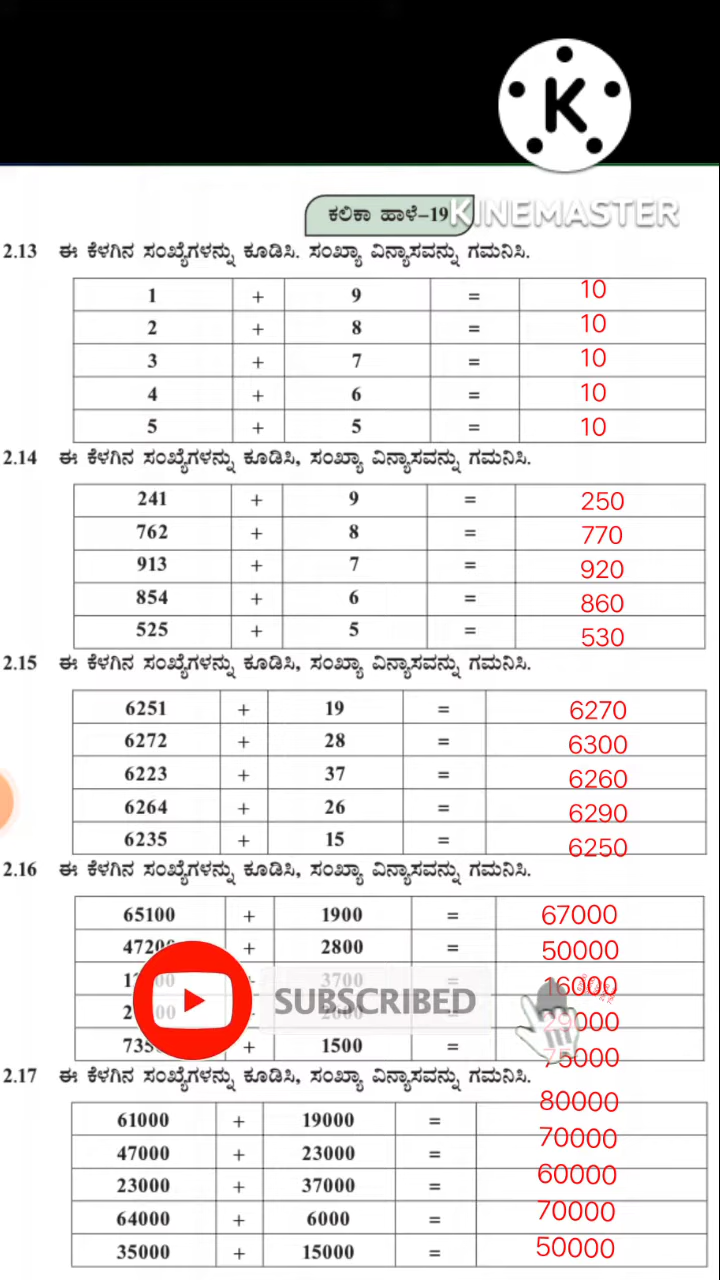 K
KINEMASTER
ಕಲಿಕಾ ಹಾಳೆ-19
2.13 ಈ ಕೆಳಗಿನ ಸಂಖ್ಯೆಗಳನ್ನು ಕೂಡಿಸಿ. ಸಂಖ್ಯಾ ವಿನ್ಯಾಸವನ್ನು ಗಮನಿಸಿ.
1 + 9 = 10
2 + 8 = 10
3 + 7 = 10
4 + 6 = 10
5 + 5 = 10
2.14 ಈ ಕೆಳಗಿನ ಸಂಖ್ಯೆಗಳನ್ನು ಕೂಡಿಸಿ, ಸಂಖ್ಯಾ ವಿನ್ಯಾಸವನ್ನು ಗಮನಿಸಿ.
241 + 9 = 250
762 + 8 = 770
913 + 7 = 920
854 + 6 = 860
525 + 5 = 530
2.15 ಈ ಕೆಳಗಿನ ಸಂಖ್ಯೆಗಳನ್ನು ಕೂಡಿಸಿ, ಸಂಖ್ಯಾ ವಿನ್ಯಾಸವನ್ನು ಗಮನಿಸಿ.
6251 + 19 = 6270
6272 + 28 = 6300
6223 + 37 = 6260
6264 + 26 = 6290
6235 + 15 = 6250
2.16 ಈ ಕೆಳಗಿನ ಸಂಖ್ಯೆಗಳನ್ನು ಕೂಡಿಸಿ, ಸಂಖ್ಯಾ ವಿನ್ಯಾಸವನ್ನು ಗಮನಿಸಿ.
65100 + 1900 = 67000
47200 + 2800 = 50000
3700 = 16000
SUBSCRIBED
29000
+ 1500 = 75000
2.17 ಈ ಕೆಳಗಿನ ಸಂಖ್ಯೆಗಳನ್ನು ಕೂಡಿಸಿ, ಸಂಖ್ಯಾ ವಿನ್ಯಾಸವನ್ನು ಗಮನಿಸಿ.
61000 + 19000 = 80000
47000 + 23000 = 70000
23000 + 37000 = 60000
64000 + 6000 = 70000
35000 + 15000 = 50000